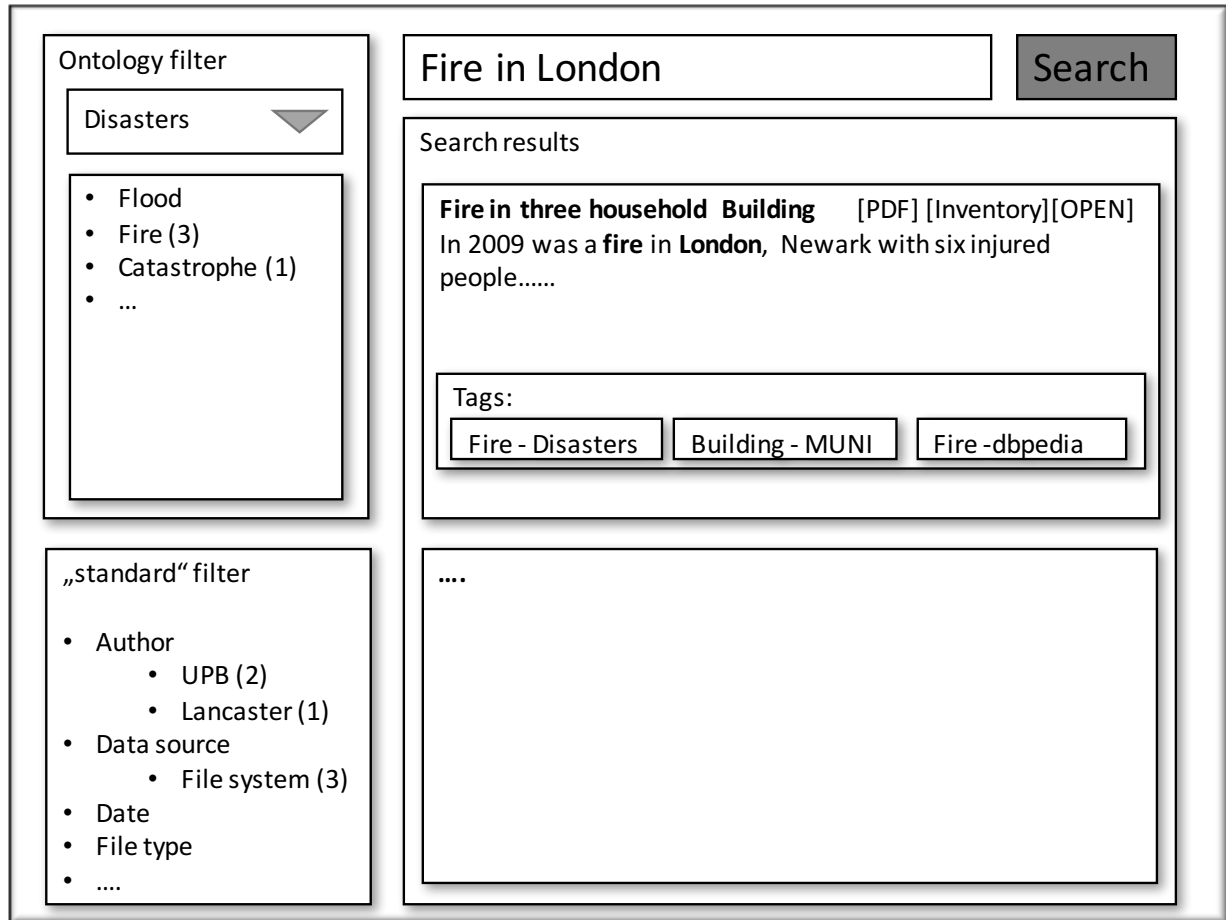 Ontology filter
Disasters
• Flood
• Fire (3)
• Catastrophe (1)
• ...
„standard“ filter
• Author
• UPB (2)
• Lancaster (1)
• Data source
• File system (3)
• Date
• File type
• ....
Fire in London
Search
Search results
Fire in three household Building [PDF] [Inventory][OPEN]
In 2009 was a fire in London, Newark with six injured
people......
Tags:
Fire - Disasters
Building - MUNI
Fire -dbpedia
....